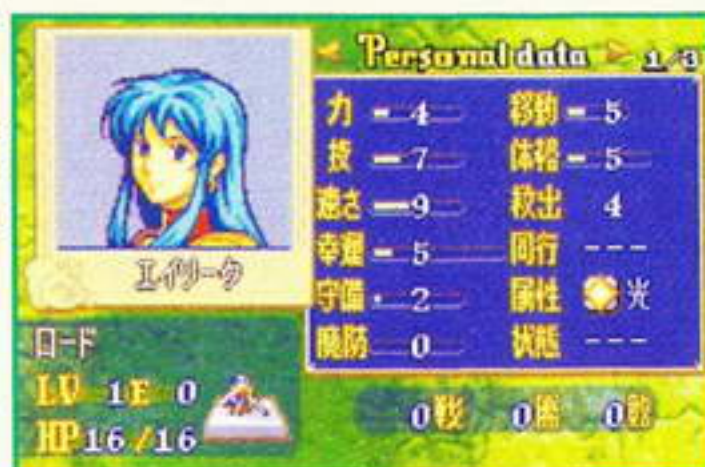 Personal data 1/3
エイリーク
ロード
LV 1 E 0
HP 16/16
力 4 移動 5
技 7 体格 5
速さ 9 救出 4
幸運 5 同行 ---
守備 2 属性 光
魔防 0 状態 ---
0戦 0勝 0敗